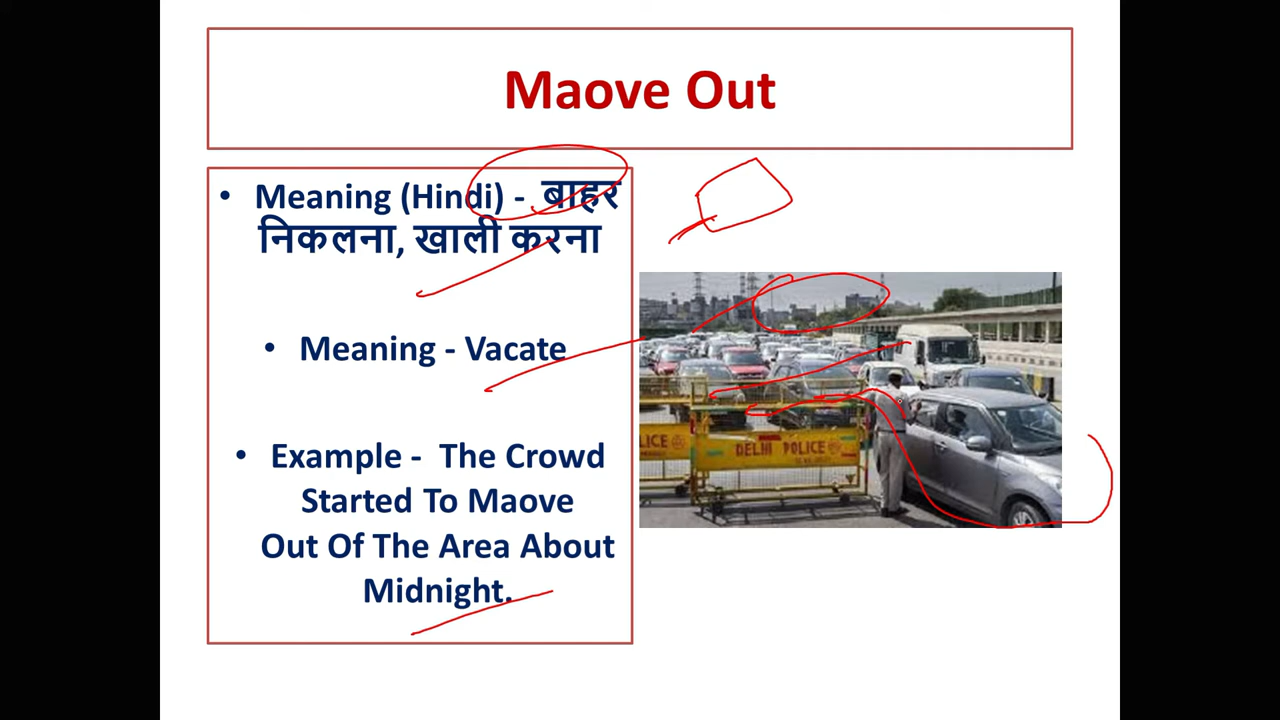 Maove Out
• Meaning (Hindi) - बाहर
निकलना, खाली करना
• Meaning - Vacate
• Example - The Crowd
Started To Maove
Out Of The Area About
Midnight.
LICE
DELHI POLICE